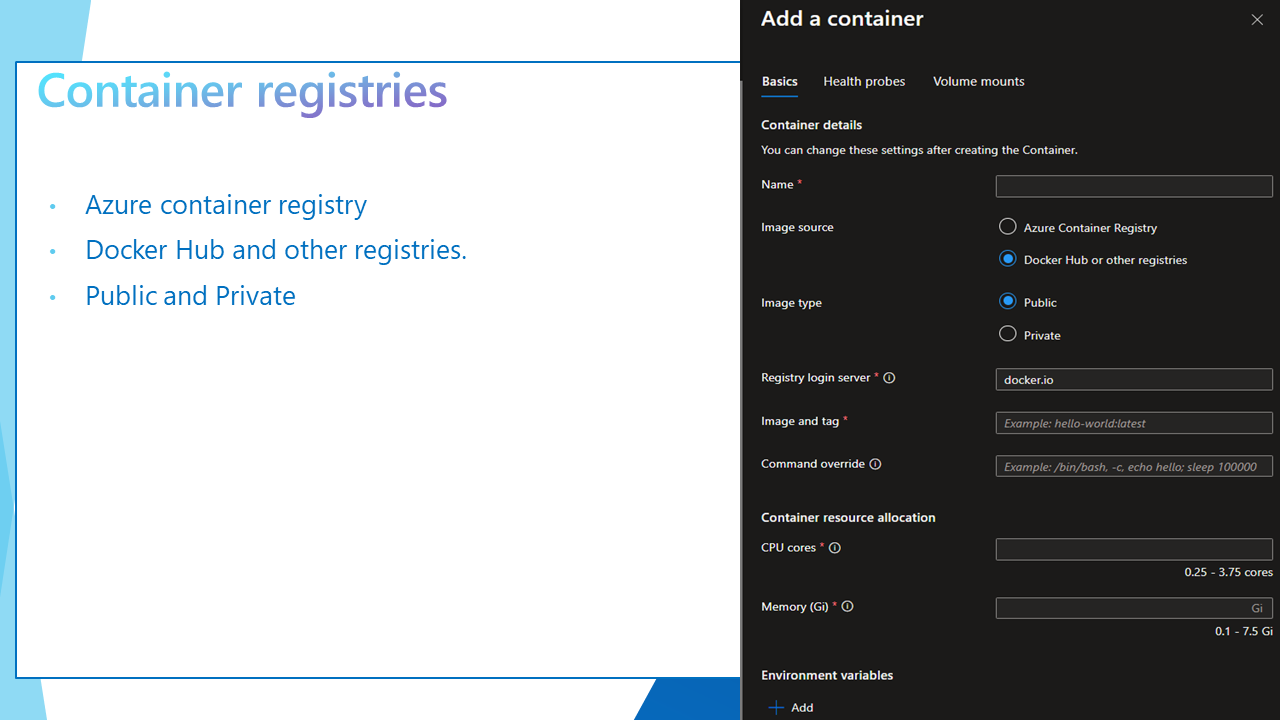 Container registries
• Azure container registry
• Docker Hub and other registries.
• Public and Private
Add a container
Basics Health probes Volume mounts
Container details
You can change these settings after creating the Container.
Name *
Image source
Azure Container Registry
Docker Hub or other registries
Image type
Public
Private
Registry login server * docker.io
Image and tag * Example: hello-world:latest
Command override Example: /bin/bash, -c, echo hello; sleep 100000
Container resource allocation
CPU cores *
0.25 - 3.75 cores
Memory (Gi) * Gi
0.1 - 7.5 Gi
Environment variables
+ Add